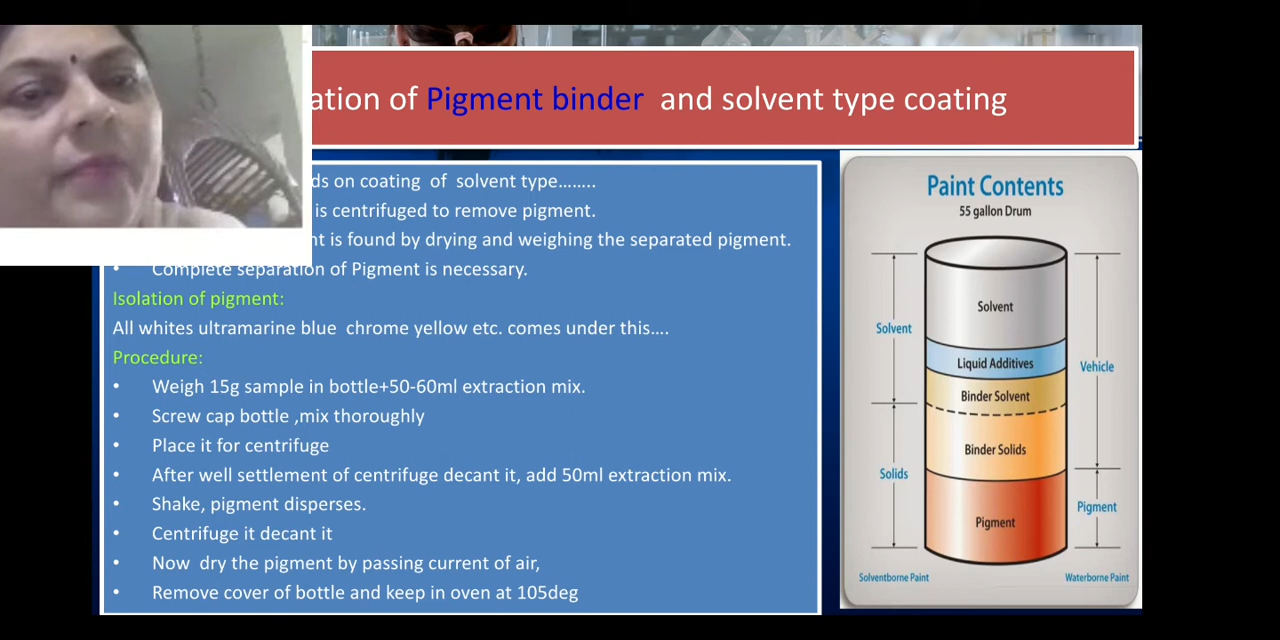 ation of Pigment binder and solvent type coating
ds on coating of solvent type........
is centrifuged to remove pigment.
nt is found by drying and weighing the separated pigment.
• Complete separation of Pigment is necessary.
Isolation of pigment:
All whites ultramarine blue chrome yellow etc. comes under this....
Procedure:
• Weigh 15g sample in bottle+50-60ml extraction mix.
• Screw cap bottle ,mix thoroughly
• Place it for centrifuge
• After well settlement of centrifuge decant it, add 50ml extraction mix.
• Shake, pigment disperses.
• Centrifuge it decant it
• Now dry the pigment by passing current of air,
• Remove cover of bottle and keep in oven at 105deg
Paint Contents
55 gallon Drum
Solvent
Solvent
Liquid Additives
Vehicle
Binder Solvent
Binder Solids
Solids
Pigment
Pigment
Solventborne Paint
Waterborne Paint